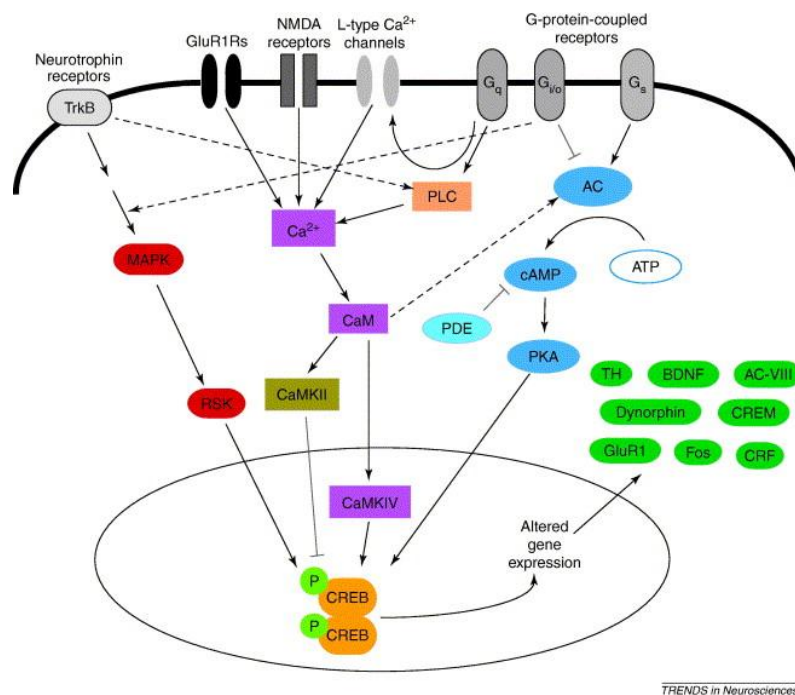 GluR1Rs
NMDA
receptors
L-type Ca²⁺
channels
G-protein-coupled
receptors
Neurotrophin
receptors
TrkB
Gq
Gi/o
Gs
PLC
AC
Ca²⁺
MAPK
cAMP
ATP
CaM
PDE
PKA
CaMKII
RSK
TH
BDNF
AC-VIII
Dynorphin
CREM
GluR1
Fos
CRF
CaMKIV
Altered
gene
expression
P
CREB
P
CREB
TRENDS in Neurosciences